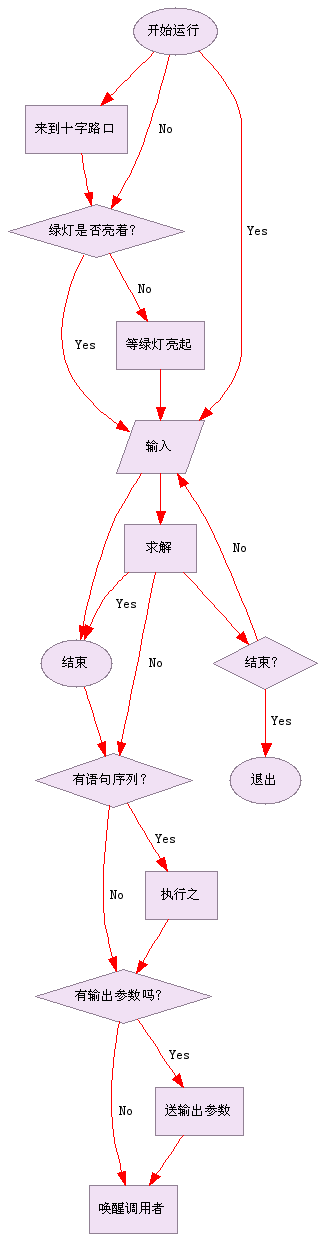 开始运行
来到十字路口
No
绿灯是否亮着?
Yes
No
Yes
等绿灯亮起
输入
求解
No
Yes
结束
No
结束?
Yes
有语句序列?
退出
Yes
No
执行之
有输出参数吗?
Yes
No
送输出参数
唤醒调用者